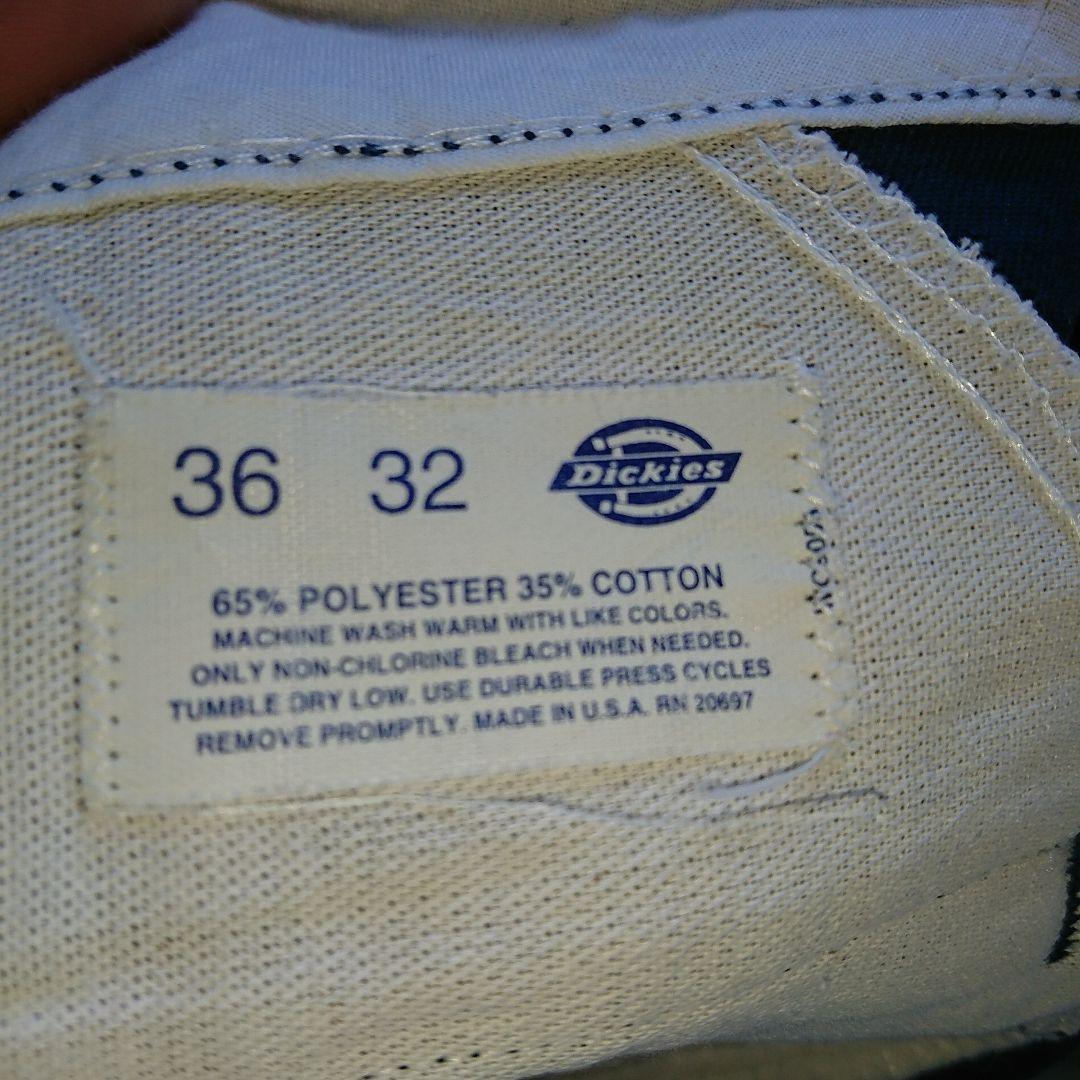 36 32 Dickies
65% POLYESTER 35% COTTON
MACHINE WASH WARM WITH LIKE COLORS.
ONLY NON-CHLORINE BLEACH WHEN NEEDED.
TUMBLE DRY LOW. USE DURABLE PRESS CYCLES
REMOVE PROMPTLY. MADE IN U.S.A. RN 20697